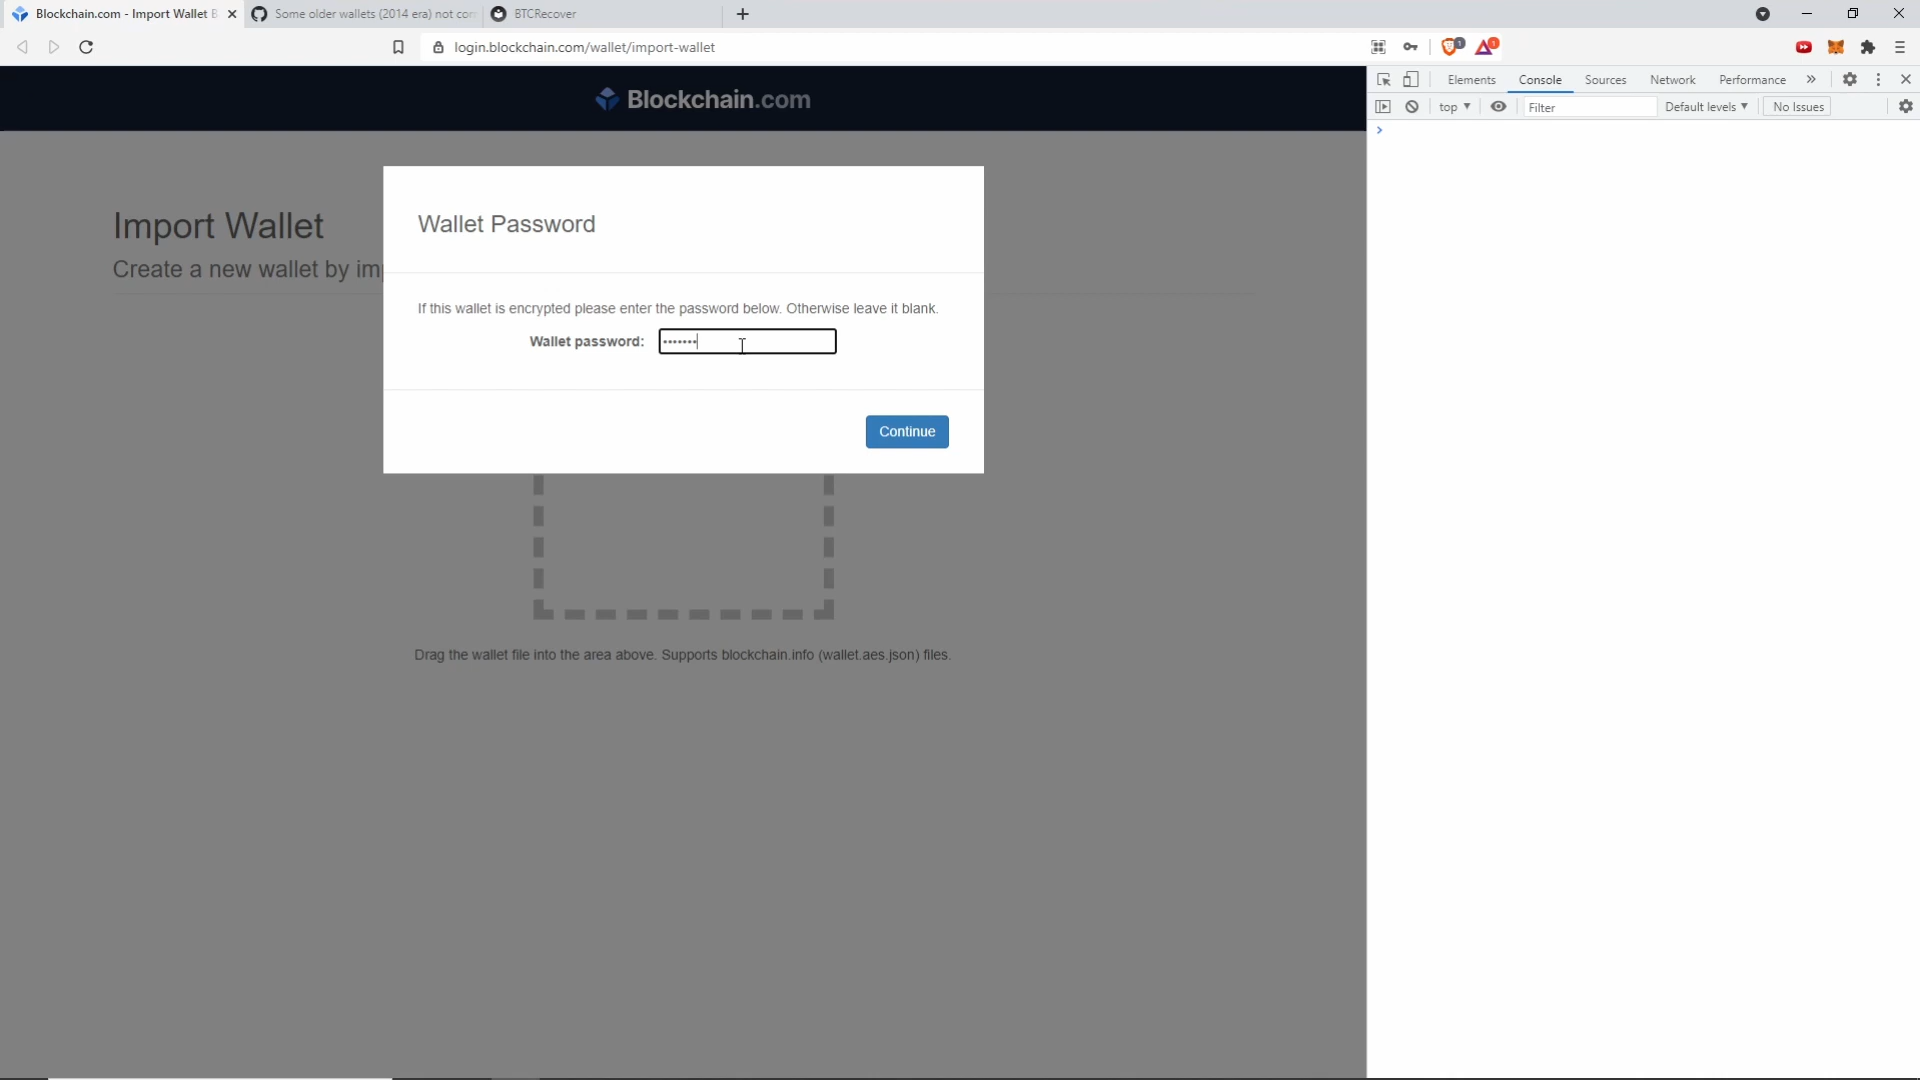 Blockchain.com - Import Wallet B
Some older wallets (2014 era) not con
BTCRecover
login.blockchain.com/wallet/import-wallet
1
1
Blockchain.com
Elements
Console
Sources
Network
Performance
top
Filter
Default levels
No Issues
Import Wallet
Create a new wallet by im
Wallet Password
If this wallet is encrypted please enter the password below. Otherwise leave it blank.
Wallet password: •••••••
Continue
Drag the wallet file into the area above. Supports blockchain.info (wallet.aes.json) files.